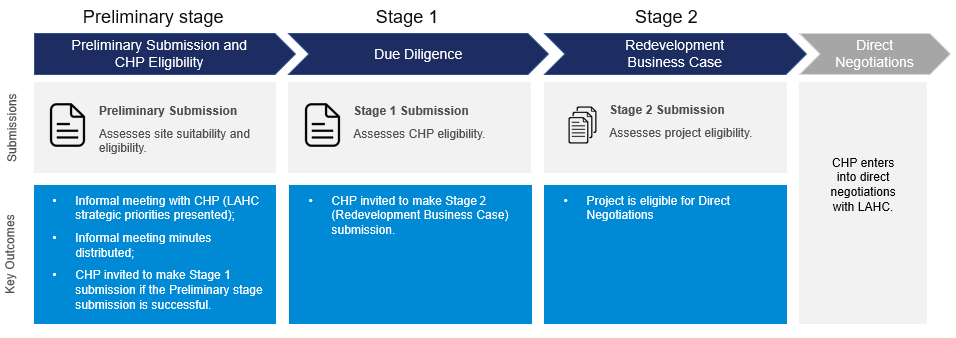 Preliminary stage
Stage 1
Stage 2
Preliminary Submission and
CHP Eligibility
Due Diligence
Redevelopment
Business Case
Direct
Negotiations
Submissions
Preliminary Submission
Assesses site suitability and
eligibility.
Stage 1 Submission
Assesses CHP eligibility.
Stage 2 Submission
Assesses project eligibility.
CHP enters
into direct
negotiations
with LAHC.
Key Outcomes
• Informal meeting with CHP (LAHC
strategic priorities presented);
• Informal meeting minutes
distributed;
• CHP invited to make Stage 1
submission if the Preliminary stage
submission is successful.
• CHP invited to make Stage 2
(Redevelopment Business Case)
submission.
• Project is eligible for Direct
Negotiations